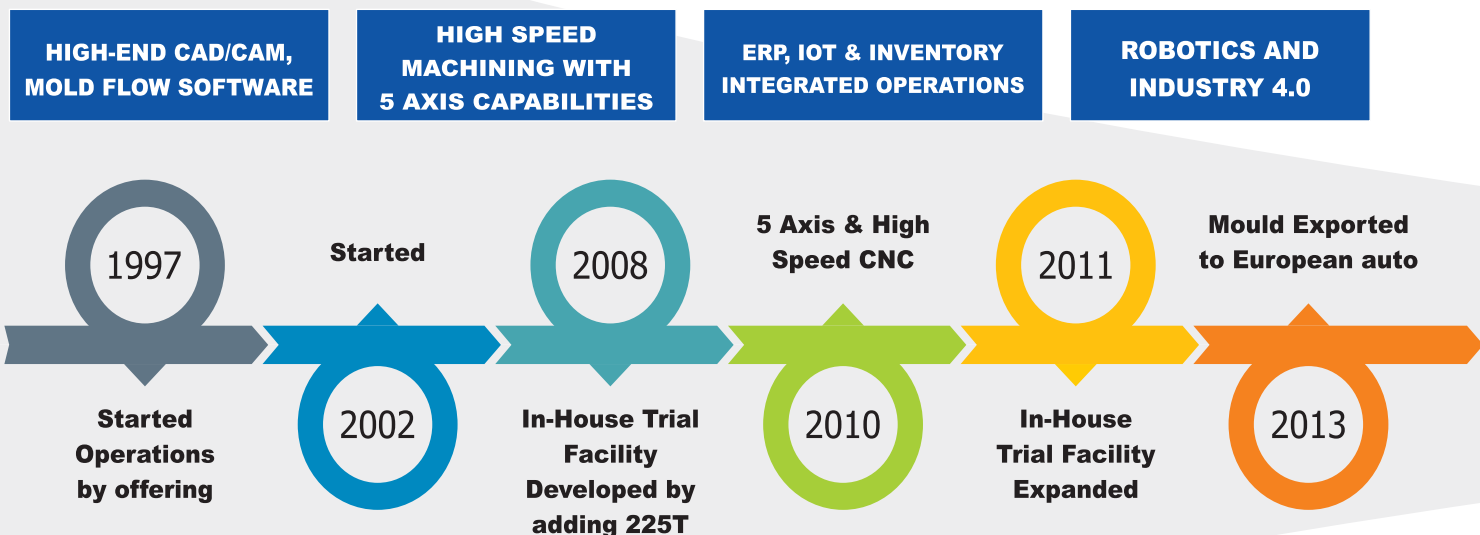 HIGH-END CAD/CAM,
MOLD FLOW SOFTWARE
HIGH SPEED
MACHINING WITH
5 AXIS CAPABILITIES
ERP, IOT & INVENTORY
INTEGRATED OPERATIONS
ROBOTICS AND
INDUSTRY 4.0
1997
Started
Operations
by offering
Started
2002
2008
In-House Trial
Facility
Developed by
adding 225T
5 Axis & High
Speed CNC
2010
2011
In-House
Trial Facility
Expanded
Mould Exported
to European auto
2013